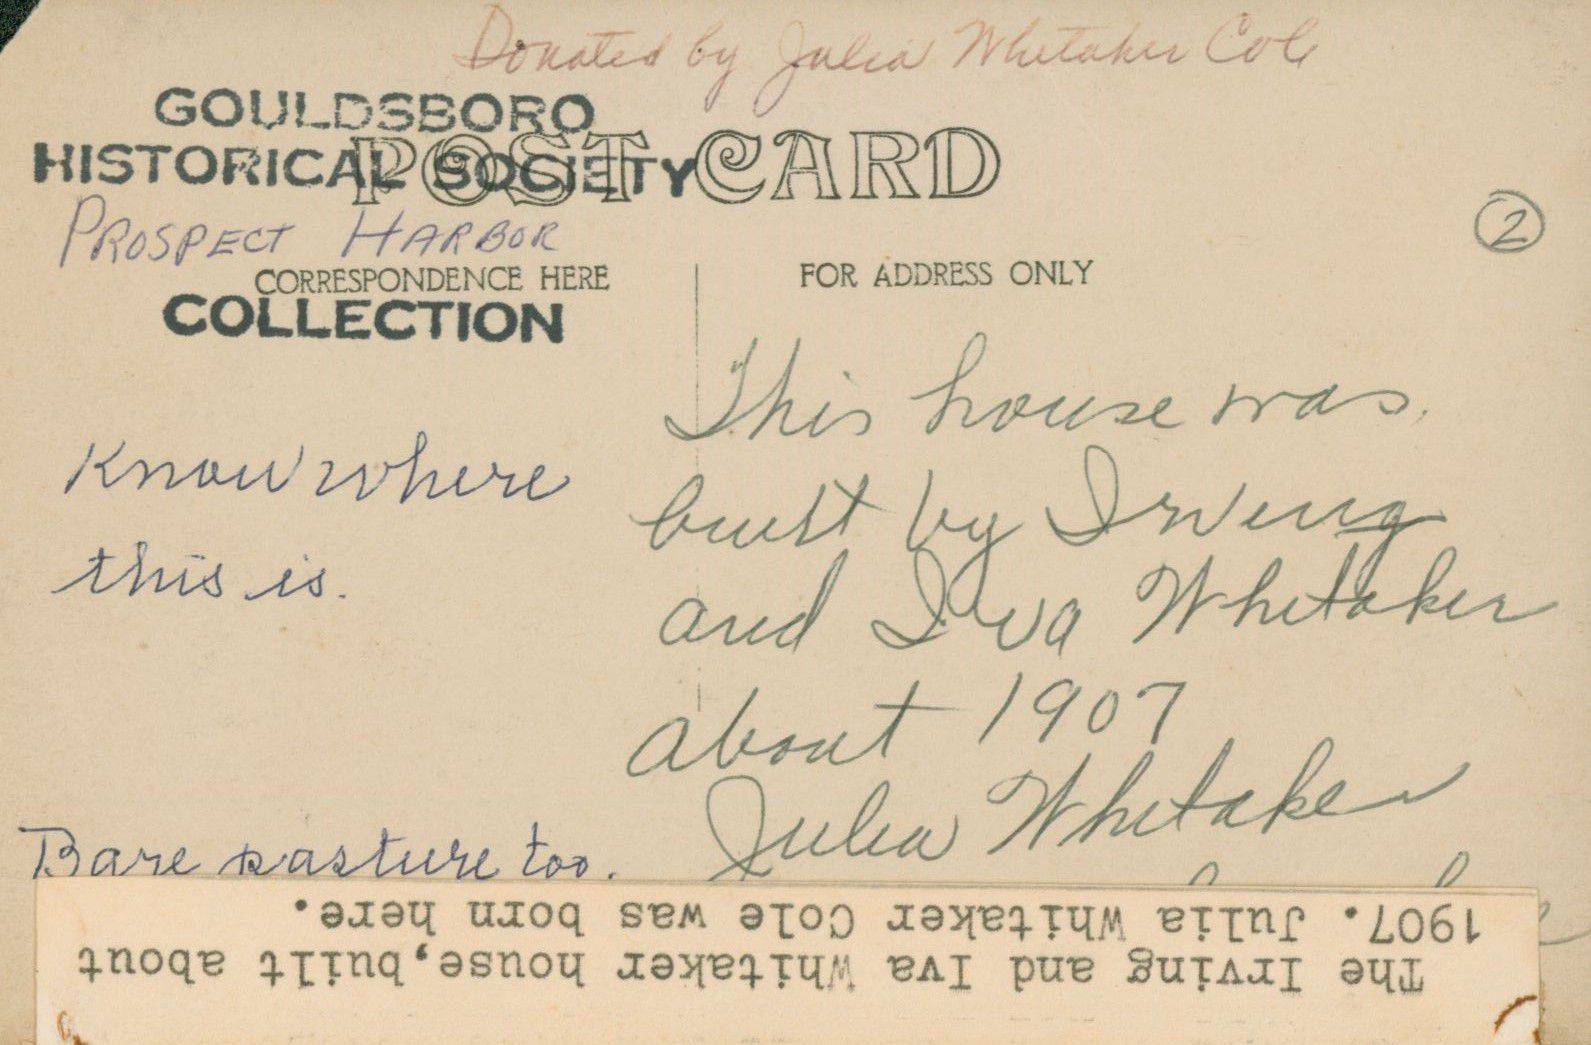 Donated by Julia Whitaker Cole
GOULDSBORO
HISTORICAL SOCIETY
POST CARD
PROSPECT HARBOR
2
CORRESPONDENCE HERE
FOR ADDRESS ONLY
COLLECTION
Know where
this is.
Bare pasture too.
This house was
built by Irving
and Iva Whitaker
about 1907
Julia Whitaker
The Irving and Iva Whitaker house, built about
1907. Julia Whitaker Cole was born here.